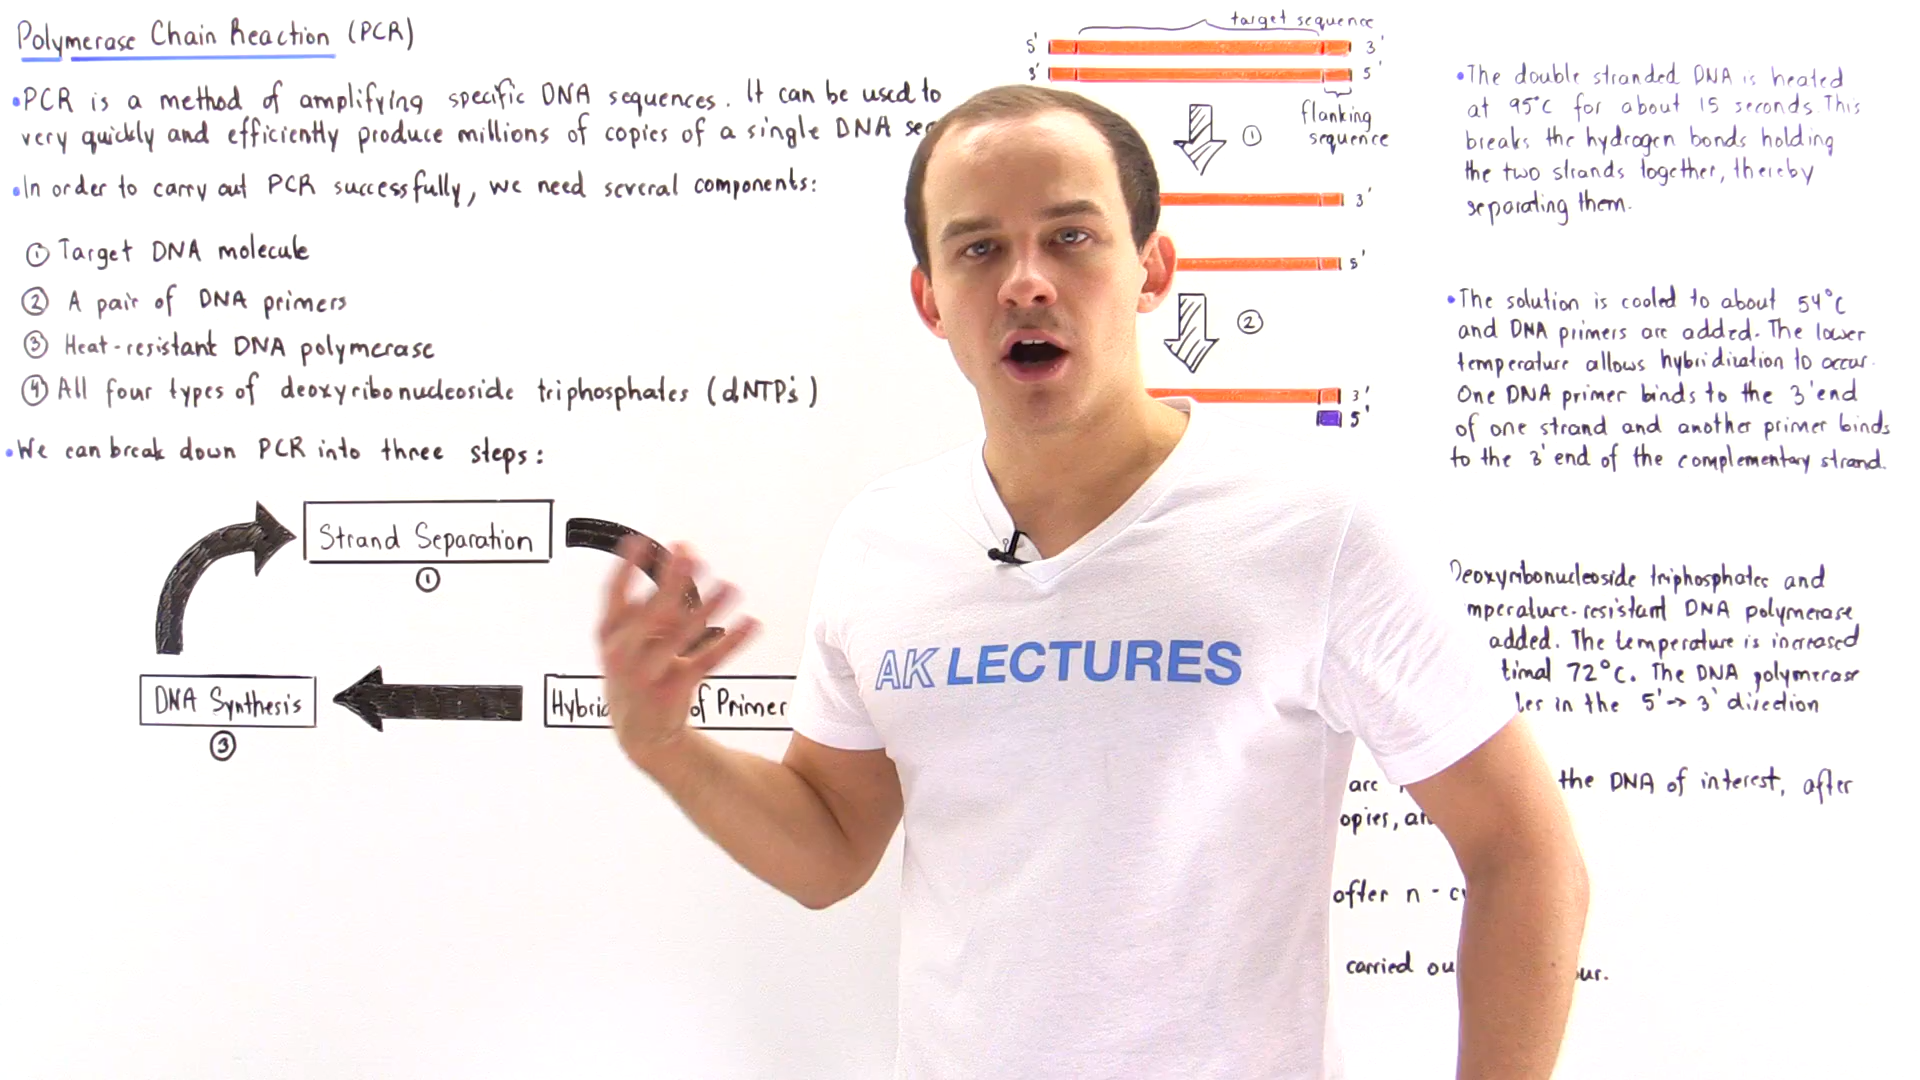 Polymerase Chain Reaction (PCR)
•PCR is a method of amplifying specific DNA sequences. It can be used to
very quickly and efficiently produce millions of copies of a single DNA
•In order to carry out PCR successfully, we need several components:
① Target DNA molecule
② A pair of DNA primers
③ Heat-resistant DNA polymerase
④ All four types of deoxyribonucleoside triphosphates (dNTP's)
•We can break down PCR into three steps:
Strand Separation
①
DNA Synthesis
③
of Primer
target sequence
5' 3'
3' 5'
flanking
sequence
①
3'
5'
②
3'
5'
•The double stranded DNA is heated
at 95°C for about 15 seconds. This
breaks the hydrogen bonds holding
the two strands together, thereby
separating them.
•The solution is cooled to about 54°C
and DNA primers are added. The lower
temperature allows hybridization to occur.
One DNA primer binds to the 3' end
of one strand and another primer binds
to the 3' end of the complementary strand.
Deoxyribonucleoside triphosphates and
mperature-resistant DNA polymerase
added. The temperature is increased
timal 72°C. The DNA polymerase
in the 5'→3' direction
are the DNA of interest, after
opies,
after n -
carried
AK LECTURES